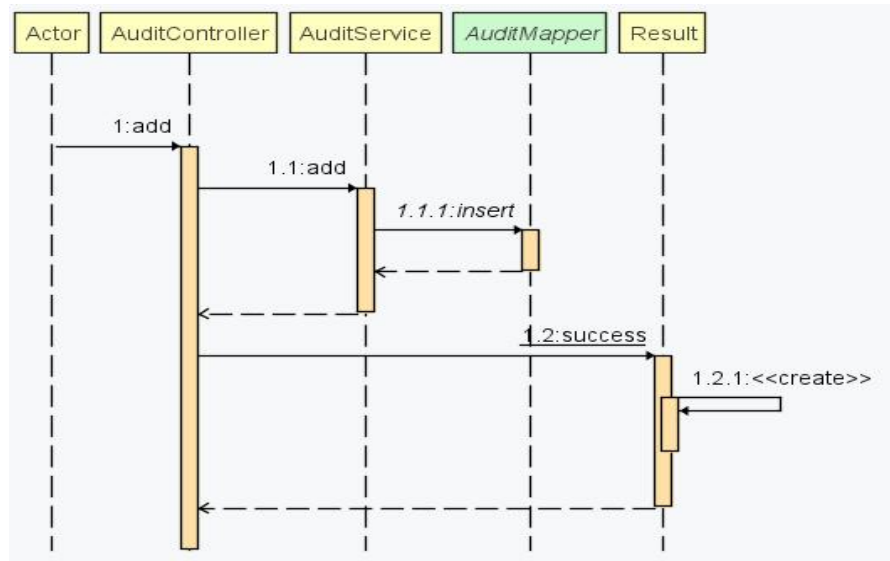 Actor
AuditController
AuditService
AuditMapper
Result
1:add
1.1:add
1.1.1:insert
1.2:success
1.2.1:<<create>>